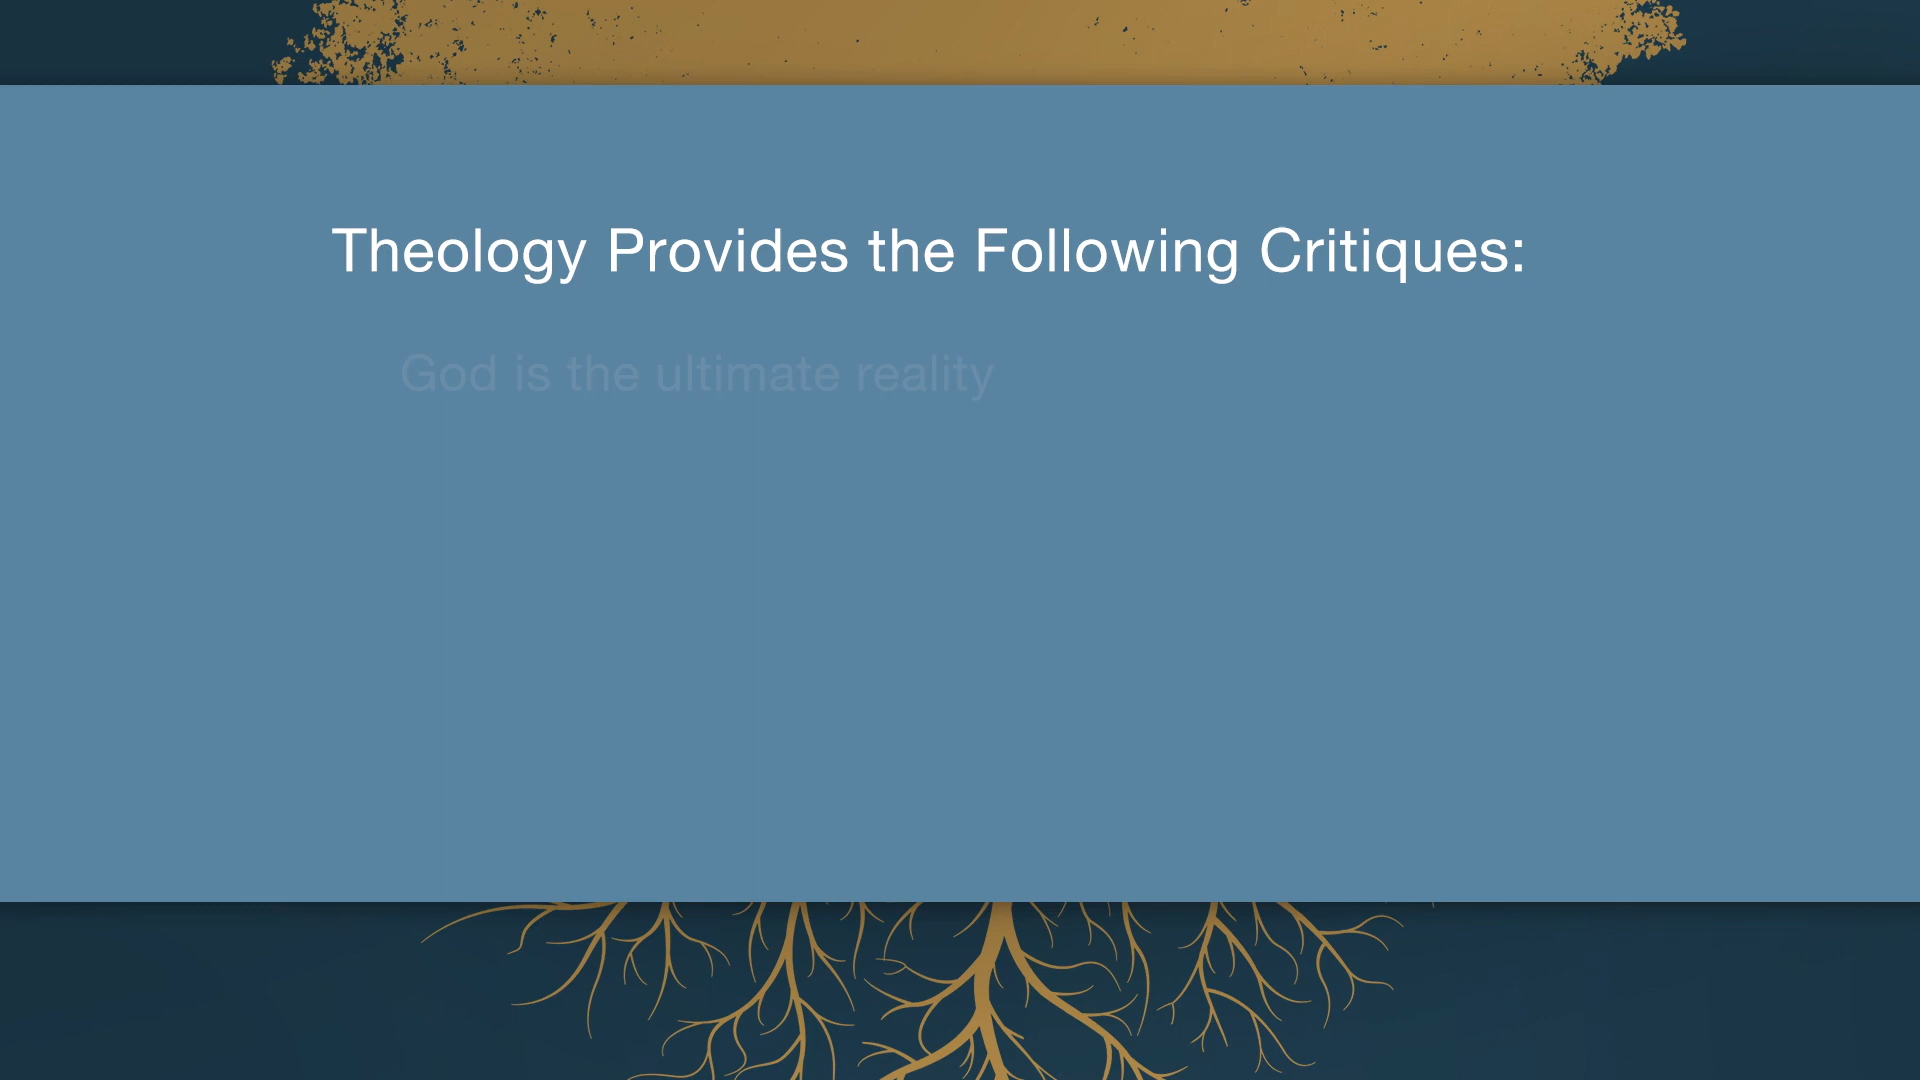 Theology Provides the Following Critiques:
God is the ultimate reality